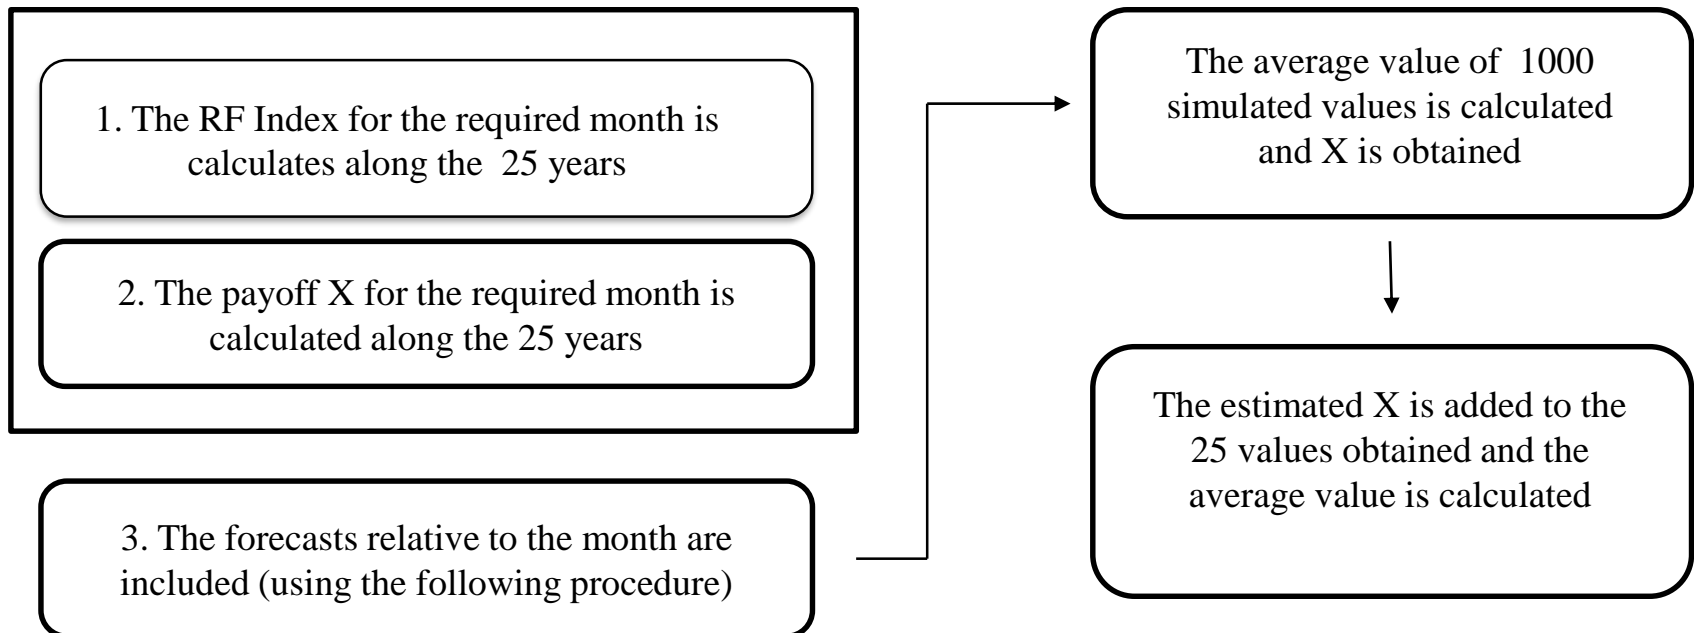 1. The RF Index for the required month is
calculates along the 25 years
2. The payoff X for the required month is
calculated along the 25 years
3. The forecasts relative to the month are
included (using the following procedure)
The average value of 1000
simulated values is calculated
and X is obtained
The estimated X is added to the
25 values obtained and the
average value is calculated